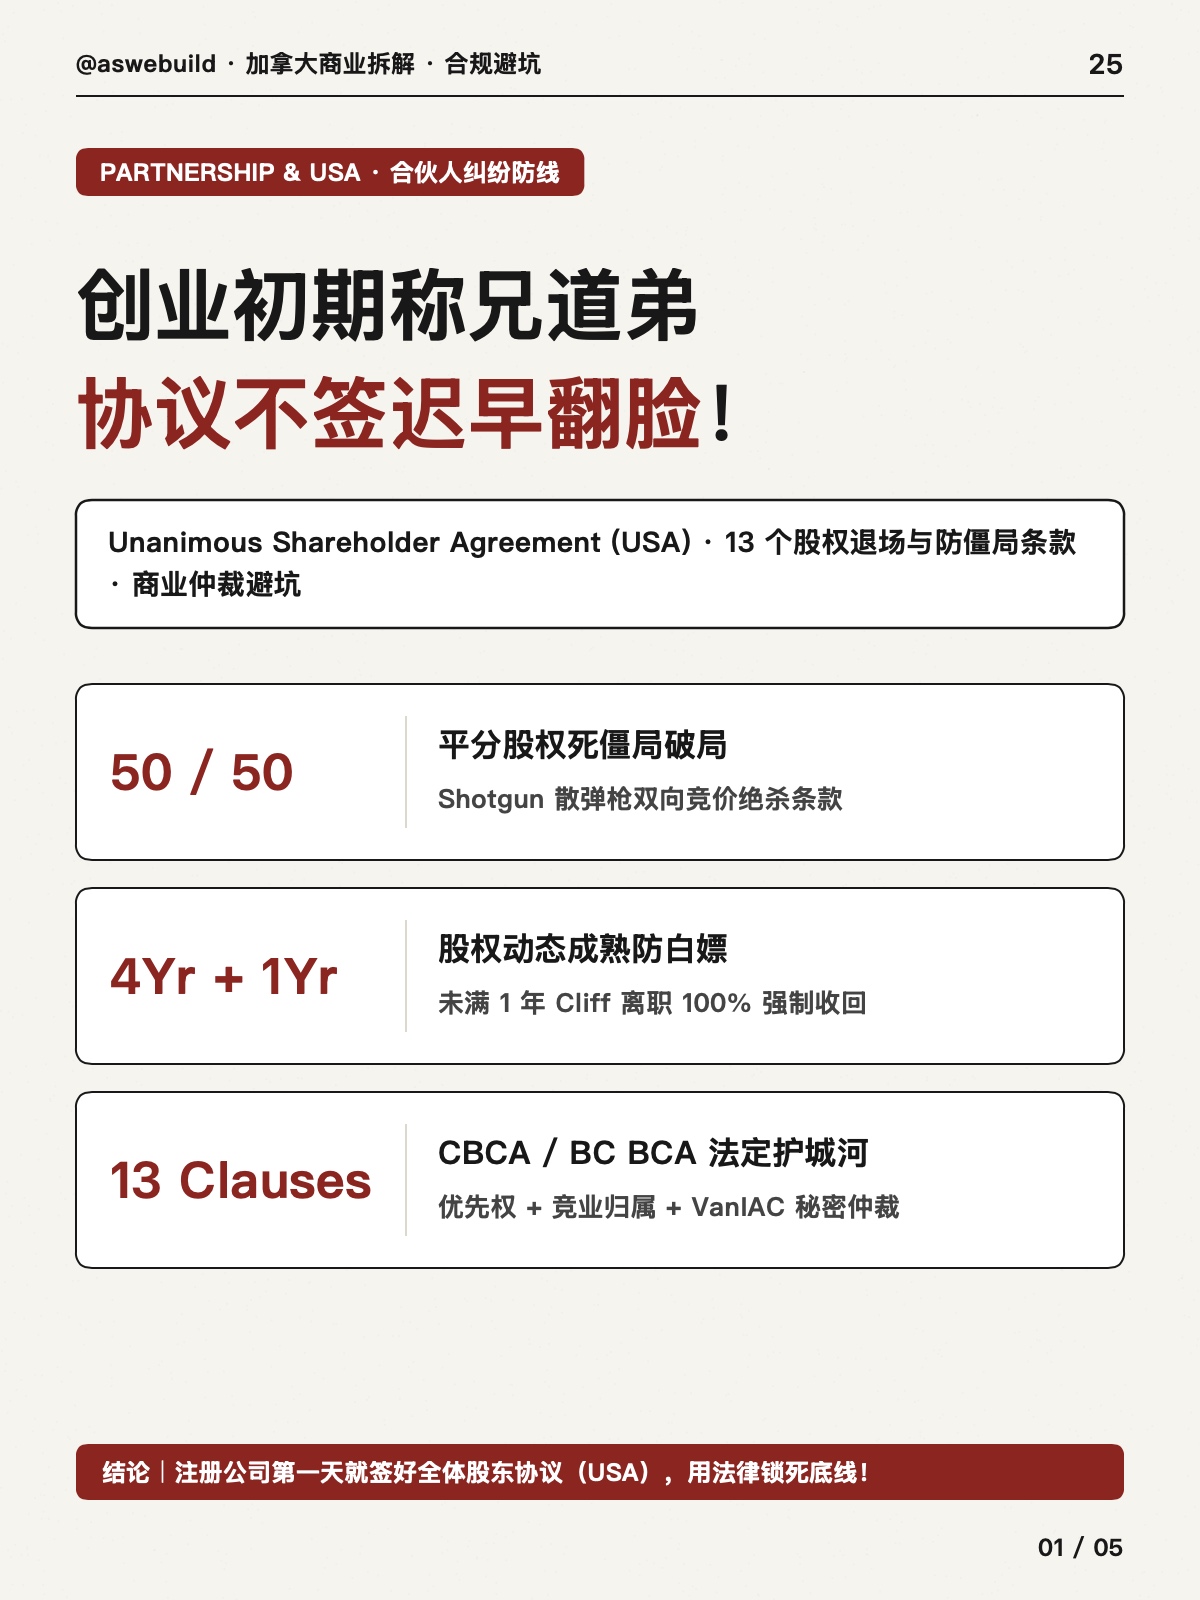 @aswebuild · 加拿大商业拆解 · 合规避坑
25
PARTNERSHIP & USA · 合伙人纠纷防线
创业初期称兄道弟
协议不签迟早翻脸！
Unanimous Shareholder Agreement (USA) · 13 个股权退场与防僵局条款
· 商业仲裁避坑
50 / 50
平分股权死僵局破局
Shotgun 散弹枪双向竞价绝杀条款
4Yr + 1Yr
股权动态成熟防白嫖
未满 1 年 Cliff 离职 100% 强制收回
13 Clauses
CBCA / BC BCA 法定护城河
优先权 + 竞业归属 + VanIAC 秘密仲裁
结论｜注册公司第一天就签好全体股东协议（USA），用法律锁死底线！
01 / 05